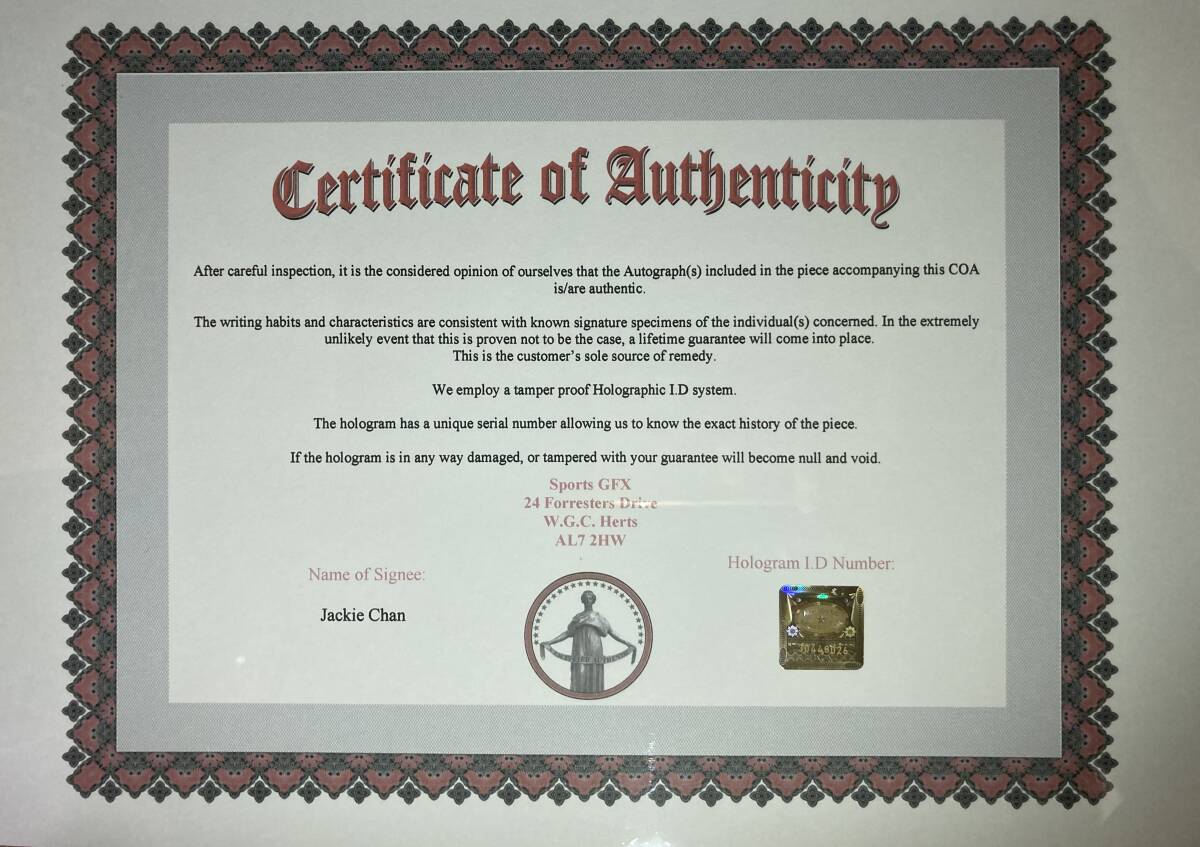 Certificate of Authenticity
After careful inspection, it is the considered opinion of ourselves that the Autograph(s) included in the piece accompanying this COA
is/are authentic.
The writing habits and characteristics are consistent with known signature specimens of the individual(s) concerned. In the extremely
unlikely event that this is proven not to be the case, a lifetime guarantee will come into place.
This is the customer's sole source of remedy.
We employ a tamper proof Holographic I.D system.
The hologram has a unique serial number allowing us to know the exact history of the piece.
If the hologram is in any way damaged, or tampered with your guarantee will become null and void.
Sports GFX
24 Forresters Drive
W.G.C. Herts
AL7 2HW
Name of Signee:
Hologram I.D Number:
Jackie Chan